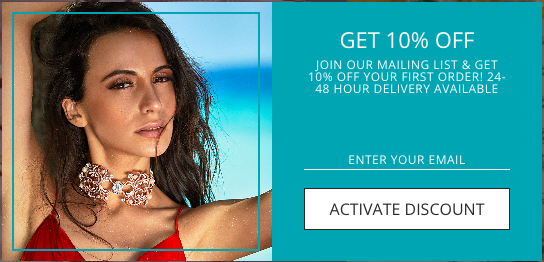 GET 10% OFF
JOIN OUR MAILING LIST & GET
10% OFF YOUR FIRST ORDER! 24-
48 HOUR DELIVERY AVAILABLE
ENTER YOUR EMAIL
ACTIVATE DISCOUNT